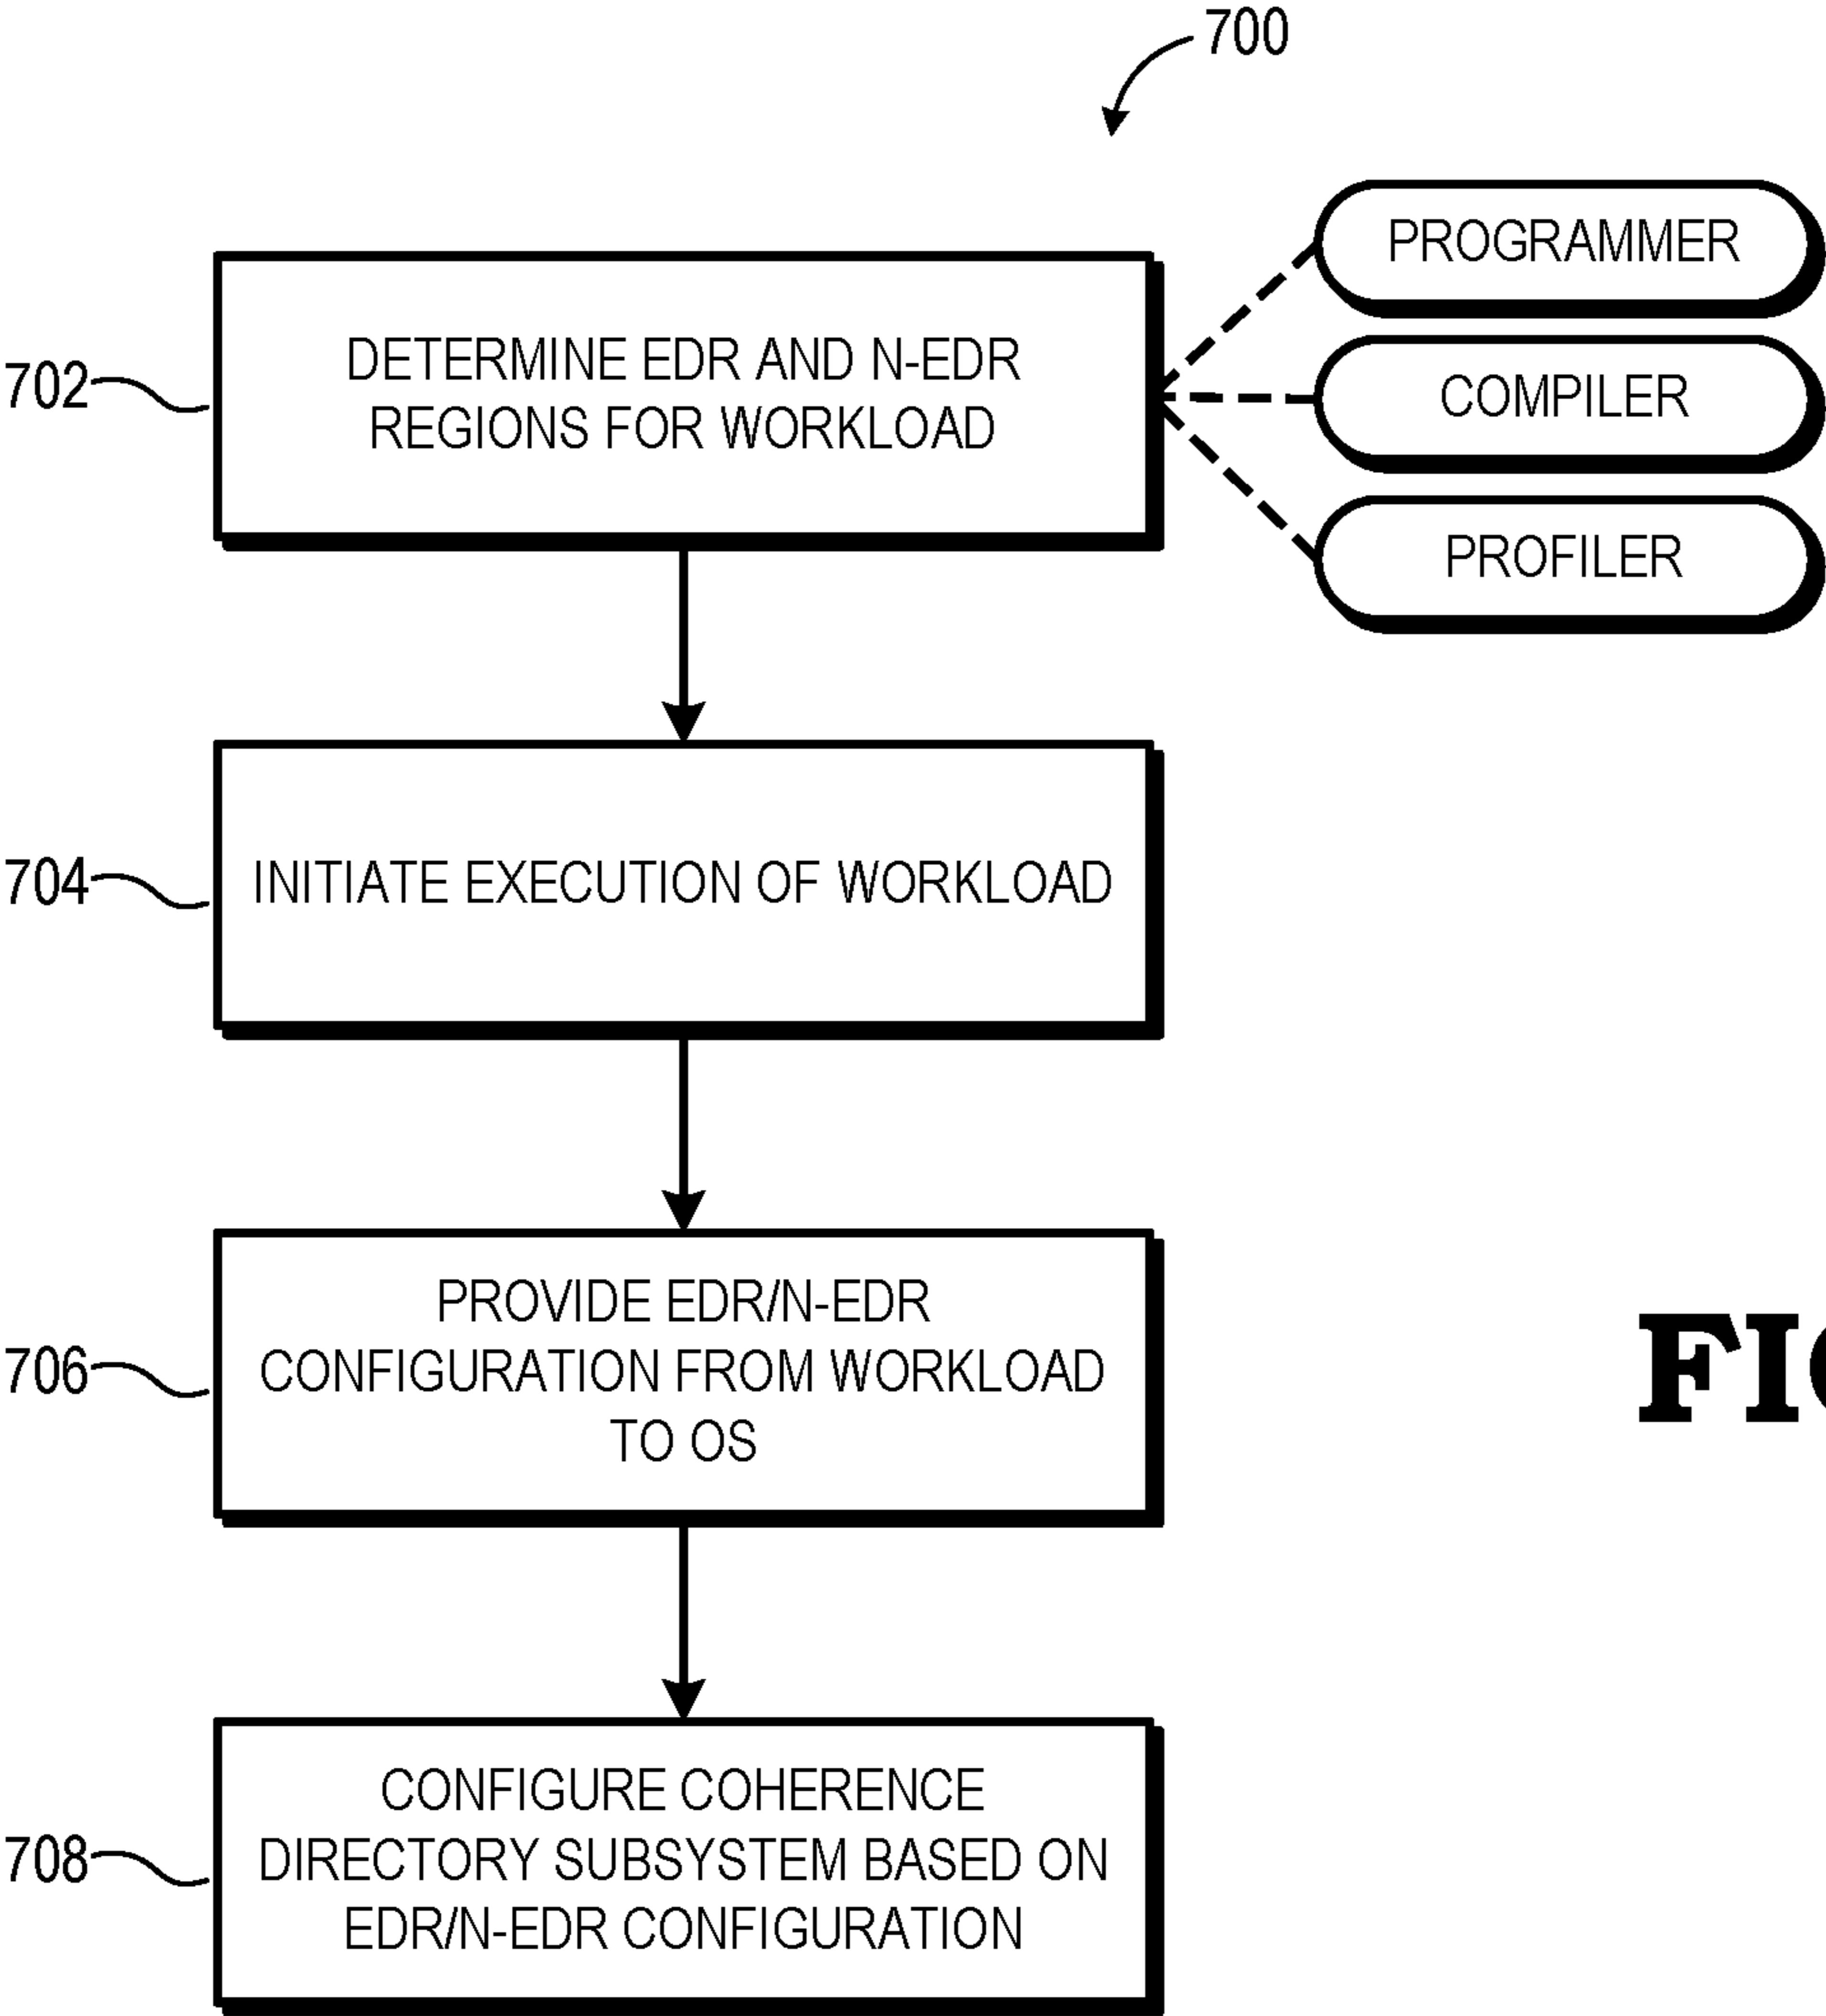 700
PROGRAMMER
702
DETERMINE EDR AND N-EDR
REGIONS FOR WORKLOAD
COMPILER
PROFILER
704
INITIATE EXECUTION OF WORKLOAD
706
PROVIDE EDR/N-EDR
CONFIGURATION FROM WORKLOAD
TO OS
708
CONFIGURE COHERENCE
DIRECTORY SUBSYSTEM BASED ON
EDR/N-EDR CONFIGURATION